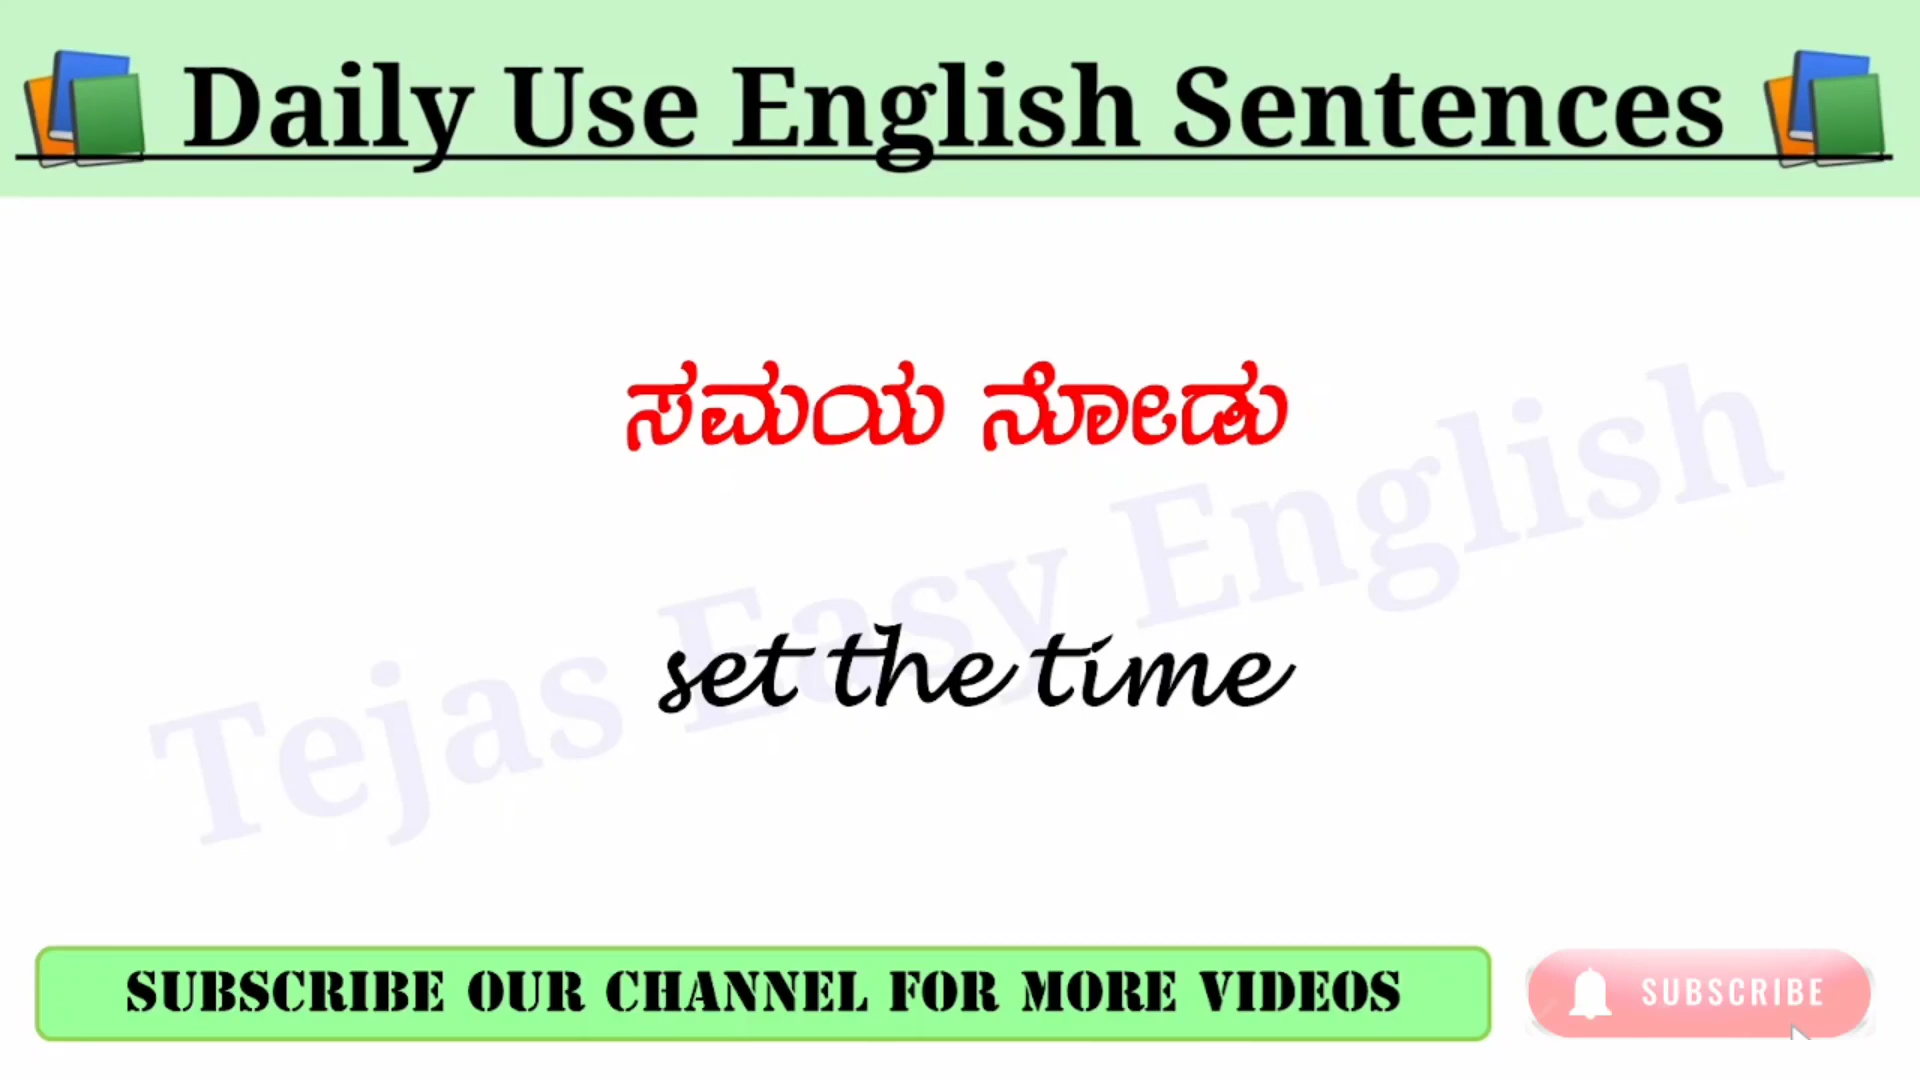 Daily Use English Sentences
ಸಮಯ ನೋಡು
set the time
Tejas Easy English
SUBSCRIBE OUR CHANNEL FOR MORE VIDEOS
SUBSCRIBE